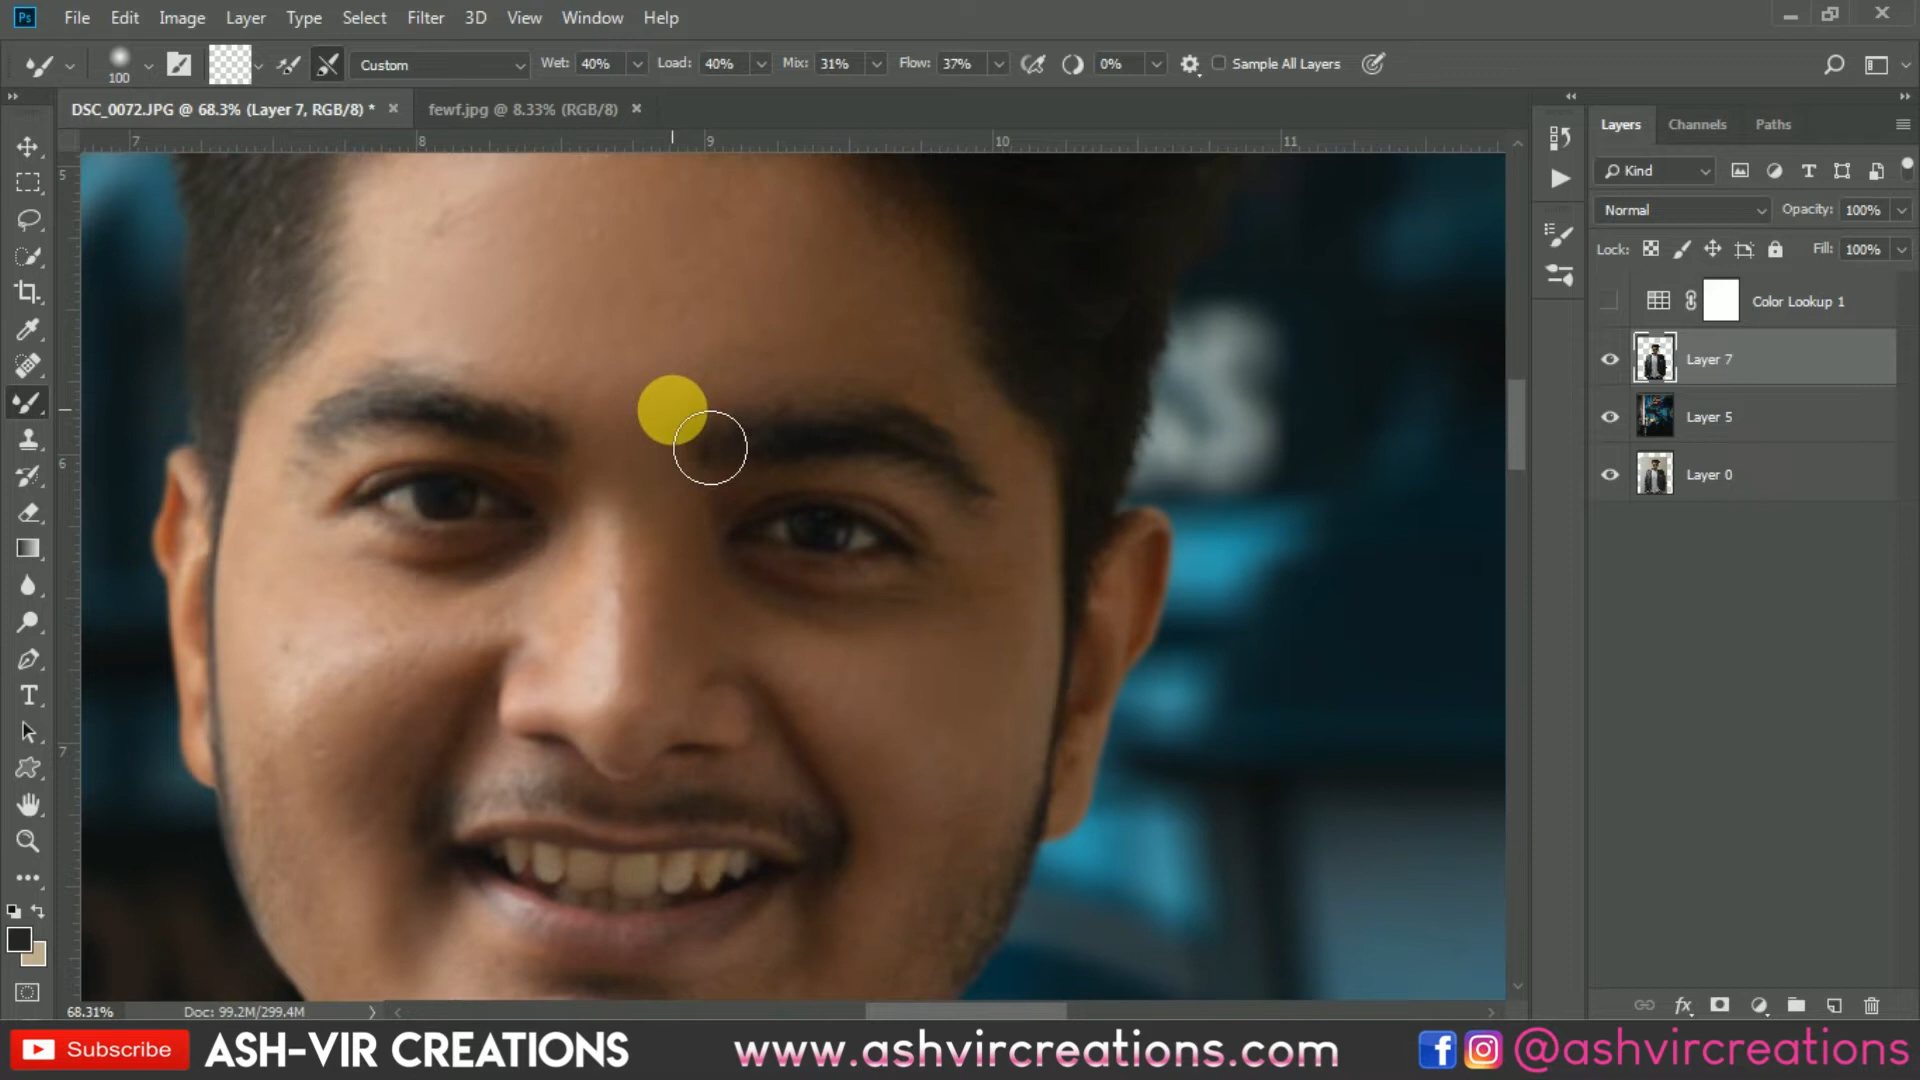 Ps File Edit Image Layer Type Select Filter 3D View Window Help
100 Custom Wet: 40% Load: 40% Mix: 31% Flow: 37% 0% Sample All Layers
DSC_0072.JPG @ 68.3% (Layer 7, RGB/8) * × fewf.jpg @ 8.33% (RGB/8) ×
7 8 9 10 11
5
6
7
Layers Channels Paths
Kind
Normal Opacity: 100%
Lock: Fill: 100%
Color Lookup 1
Layer 7
Layer 5
Layer 0
S
68.31% Doc: 99.2M/299.4M
Subscribe ASH-VIR CREATIONS www.ashvircreations.com @ashvircreations